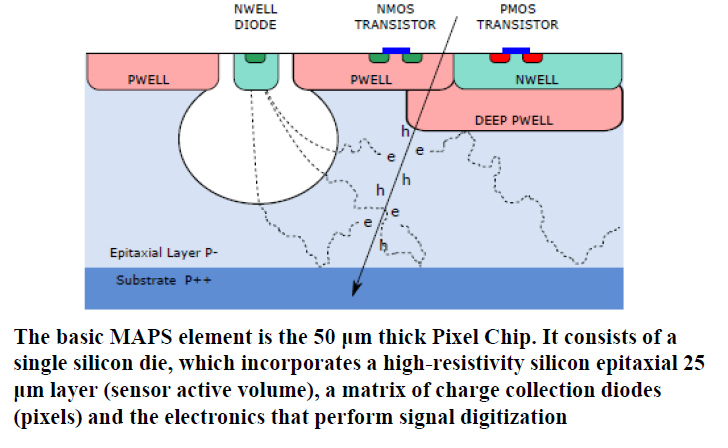 NWELL DIODE
NMOS TRANSISTOR
PMOS TRANSISTOR
PWELL
PWELL
NWELL
DEEP PWELL
h
e
e
h
h
e
e
h
Epitaxial Layer P-
Substrate P++
The basic MAPS element is the 50 μm thick Pixel Chip. It consists of a
single silicon die, which incorporates a high-resistivity silicon epitaxial 25
μm layer (sensor active volume), a matrix of charge collection diodes
(pixels) and the electronics that perform signal digitization